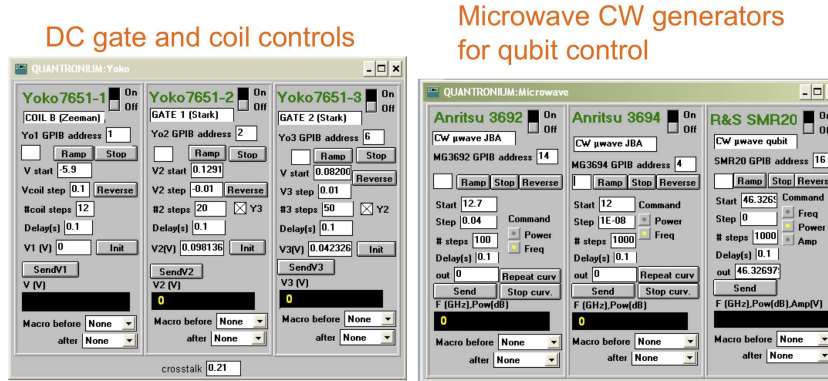 DC gate and coil controls
Microwave CW generators
for qubit control
QUANTRONIUM:Yoko
Yoko7651-1 On
Off
COIL B (Zeeman)
Yo1 GPIB address 1
Ramp Stop
V start -5.9
Vcoil step 0.1 Reverse
#coil steps 12
Delay(s) 0.1
V1 (V) 0 Init
SendV1
V (V)
Macro before None
after None
Yoko7651-2 On
Off
GATE 1 (Stark)
Yo2 GPIB address 2
Ramp Stop
V2 start 0.1291
V2 step -0.01 Reverse
#2 steps 20 Y3
Delay(s) 0.1
V2(V) 0.098136 Init
SendV2
V2 (V)
0
Macro before None
after None
Yoko7651-3 On
Off
GATE 2 (Stark)
Yo3 GPIB address 6
Ramp Stop
V start 0.08200 Reverse
V3 step 0.01
#3 steps 50 Y2
Delay(s) 0.1
V3(V) 0.042326 Init
SendV3
V3 (V)
0
Macro before None
after None
crosstalk 0.21
QUANTRONIUM:Microwave
Anritsu 3692 On
Off
CW µwave JBA
MG3692 GPIB address 14
Ramp Stop Reverse
Start 12.7
Step 0.04 Command
Power
# steps 100 Freq
Delay(s) 0.1
out 0 Repeat curv
Send Stop curv.
F (GHz),Pow(dB)
0
Macro before None
after None
Anritsu 3694 On
Off
CW µwave JBA
MG3694 GPIB address 4
Ramp Stop Reverse
Start 12 Command
Step 1E-08 Power
# steps 1000 Freq
Delay(s) 0.1
out 0 Repeat curv
Send Stop curv.
F (GHz),Pow(dB)
0
Macro before None
after None
R&S SMR20 On
Off
CW µwave qubit
SMR20 GPIB address 16
Ramp Stop Reverse
Start 46.3269 Command
Step 0 Freq
Power
# steps 1000 Amp
Delay(s) 0.1
out 46.32697
Send
F (GHz),Pow(dB),Amp(V)
Macro before None
after None